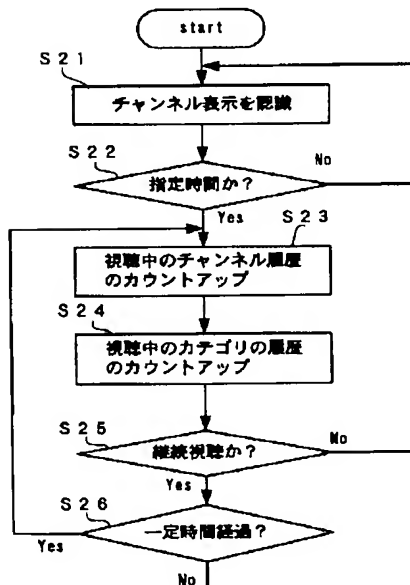 start
S21
チャンネル表示を認識
S22
指定時間か？
No
Yes
S23
視聴中のチャンネル履歴
のカウントアップ
S24
視聴中のカテゴリの履歴
のカウントアップ
S25
継続視聴か？
No
Yes
S26
一定時間経過？
Yes
No